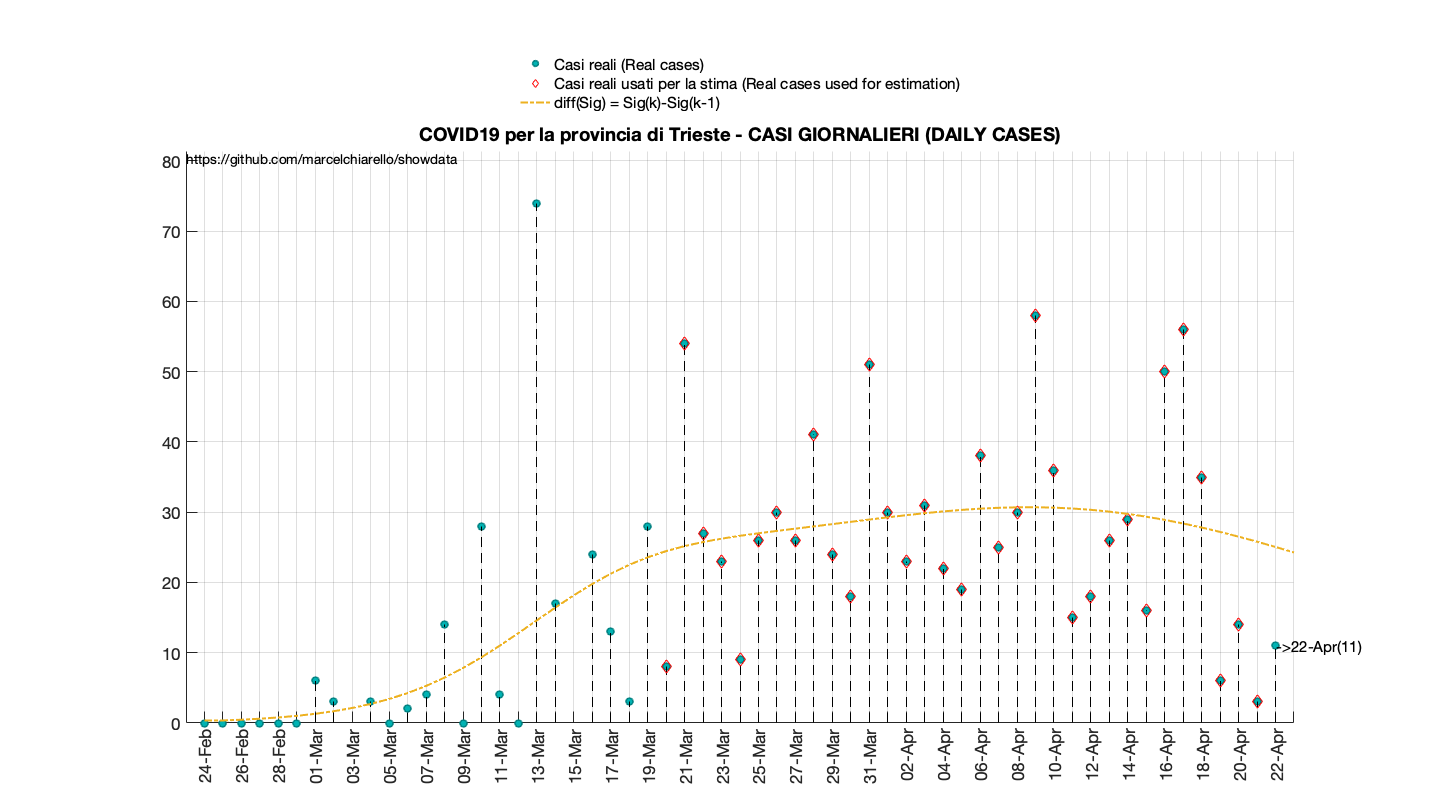 Casi reali (Real cases)
Casi reali usati per la stima (Real cases used for estimation)
diff(Sig) = Sig(k)-Sig(k-1)
COVID19 per la provincia di Trieste - CASI GIORNALIERI (DAILY CASES)
https://github.com/marcelchiarello/showdata
80
70
60
50
40
30
20
10
0
->22-Apr(11)
24-Feb
26-Feb
28-Feb
01-Mar
03-Mar
05-Mar
07-Mar
09-Mar
11-Mar
13-Mar
15-Mar
17-Mar
19-Mar
21-Mar
23-Mar
25-Mar
27-Mar
29-Mar
31-Mar
02-Apr
04-Apr
06-Apr
08-Apr
10-Apr
12-Apr
14-Apr
16-Apr
18-Apr
20-Apr
22-Apr